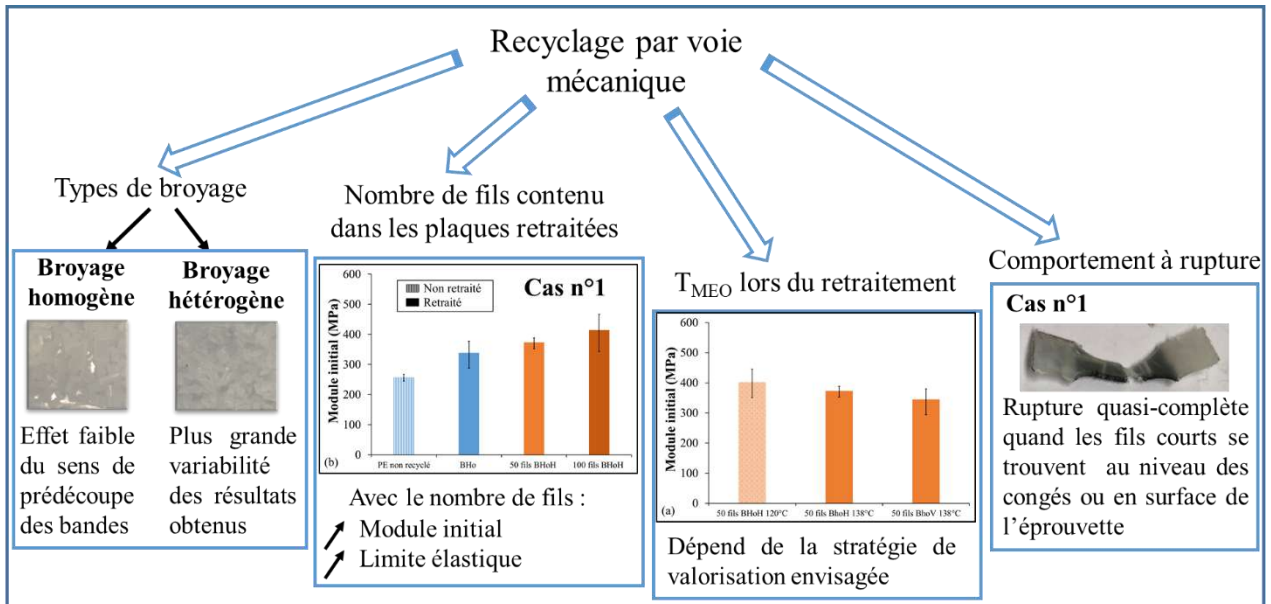 Recyclage par voie
mécanique
Types de broyage
Broyage
homogène
Effet faible
du sens de
prédécoupe
des bandes
Broyage
hétérogène
Plus grande
variabilité
des résultats
obtenus
Nombre de fils contenu
dans les plaques retraitées
Cas n°1
Non retraité
Retraité
Module initial (MPa)
600
500
400
300
200
100
0
PE non recyclé BHo 50 fils BHoH 100 fils BHoH
(b)
Avec le nombre de fils :
Module initial
Limite élastique
TMEO lors du retraitement
Module initial (MPa)
600
500
400
300
200
100
0
50 fils BHoH 120°C 50 fils BhoH 138°C 50 fils BhoV 138°C
(a)
Dépend de la stratégie de
valorisation envisagée
Comportement à rupture
Cas n°1
Rupture quasi-complète
quand les fils courts se
trouvent au niveau des
congés ou en surface de
l’éprouvette